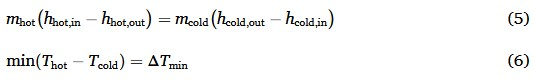 m_hot(h_hot,in − h_hot,out) = m_cold(h_cold,out − h_cold,in) (5)
min(T_hot − T_cold) = ΔT_min (6)